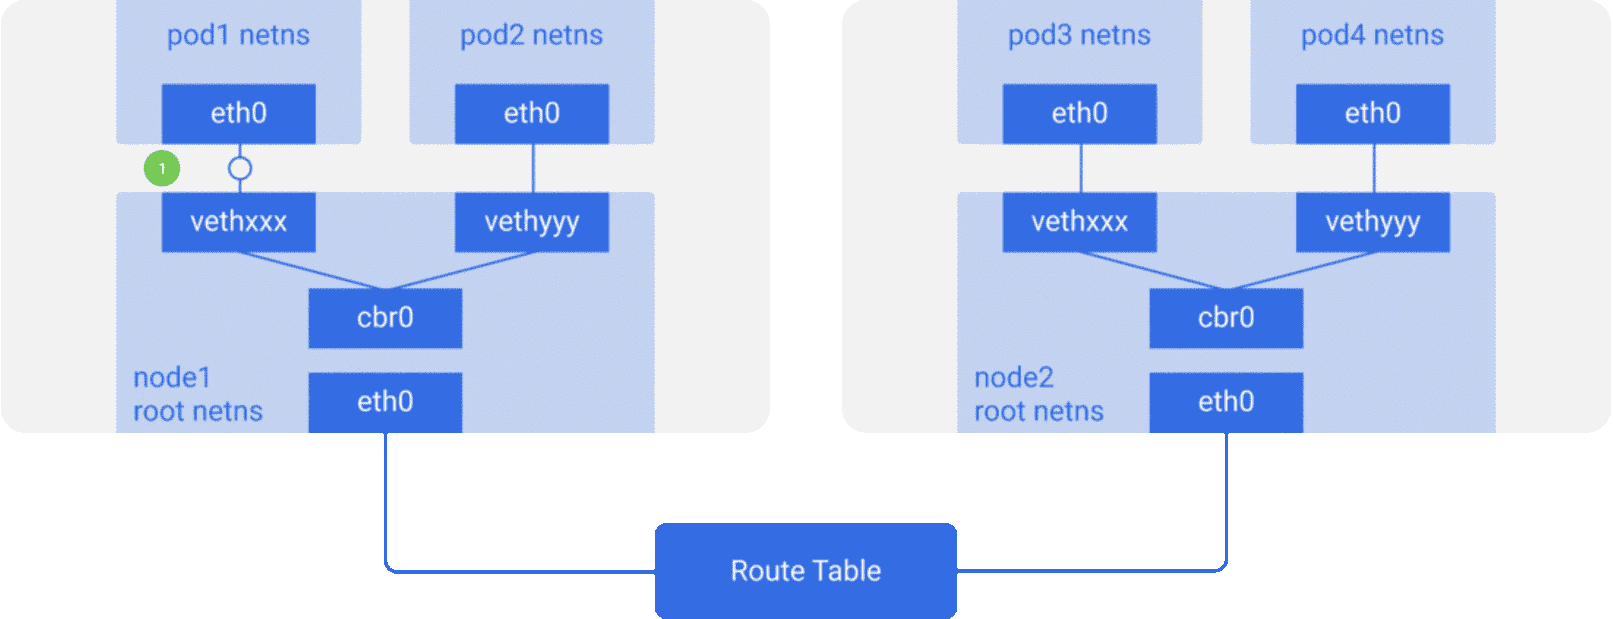 pod1 netns
pod2 netns
eth0
eth0
1
vethxxx
vethyyy
cbr0
node1
root netns
eth0
pod3 netns
pod4 netns
eth0
eth0
vethxxx
vethyyy
cbr0
node2
root netns
eth0
Route Table